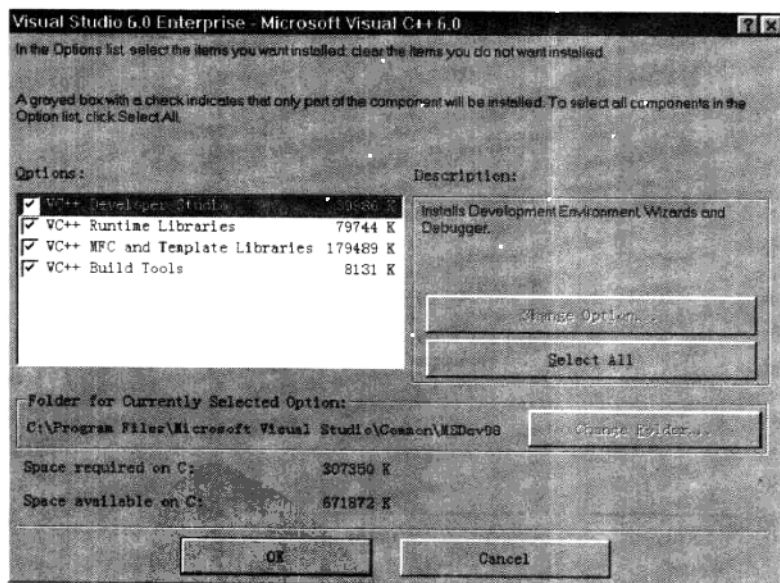 Visual Studio 6.0 Enterprise - Microsoft Visual C++ 6.0
In the Options list, select the items you want installed; clear the items you do not want installed.
A grayed box with a check indicates that only part of the component will be installed. To select all components in the
Option list, click Select All.
Options:
Description:
VC++ Developer Studio 39986 K
VC++ Runtime Libraries 79744 K
VC++ MFC and Template Libraries 179489 K
VC++ Build Tools 8131 K
Installs Development Environment, Wizards and
Debugger.
Change Option...
Select All
Folder for Currently Selected Option:
C:\Program Files\Microsoft Visual Studio\Common\MSDev98
Change Folder...
Space required on C: 307350 K
Space available on C: 671872 K
OK
Cancel